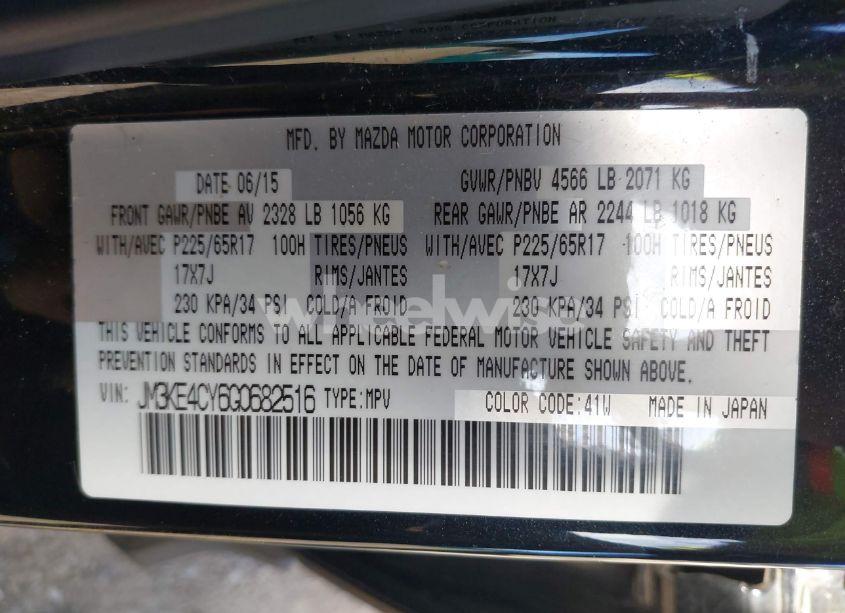 MFD. BY MAZDA MOTOR CORPORATION
DATE 06/15 GVWR/PNBV 4566 LB 2071 KG
FRONT GAWR/PNBE AV 2328 LB 1056 KG REAR GAWR/PNBE AR 2244 LB 1018 KG
WITH/AVEC P225/65R17 100H TIRES/PNEUS WITH/AVEC P225/65R17 100H TIRES/PNEUS
17X7J RIMS/JANTES 17X7J RIMS/JANTES
230 KPA/34 PSI COLD/A FROID 230 KPA/34 PSI COLD/A FROID
wheelwise
THIS VEHICLE CONFORMS TO ALL APPLICABLE FEDERAL MOTOR VEHICLE SAFETY AND THEFT
PREVENTION STANDARDS IN EFFECT ON THE DATE OF MANUFACTURE SHOWN ABOVE.
VIN: JM3KE4CY6G0682516 TYPE:MPV COLOR CODE:41W MADE IN JAPAN